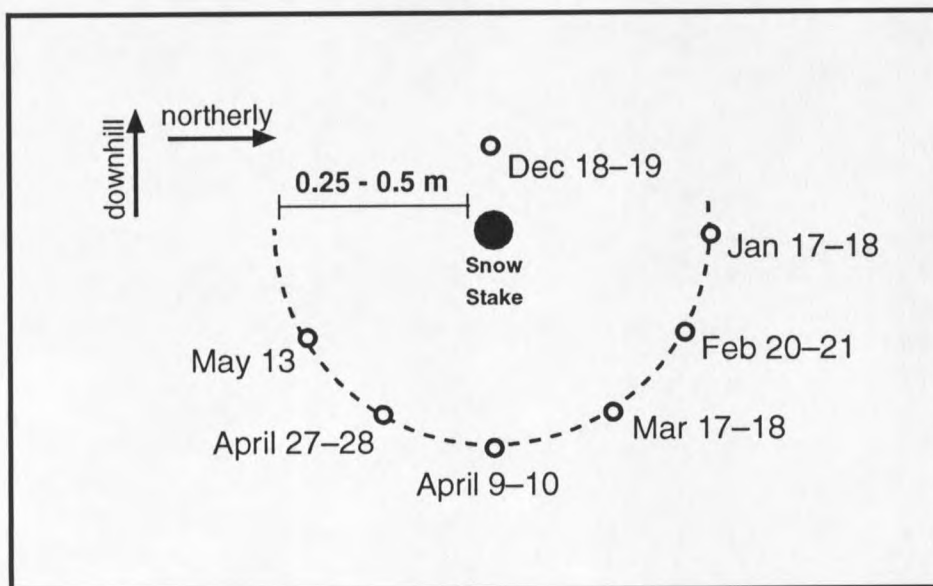 downhill
northerly
Dec 18–19
0.25 - 0.5 m
Snow
Stake
Jan 17–18
Feb 20–21
May 13
Mar 17–18
April 27–28
April 9–10